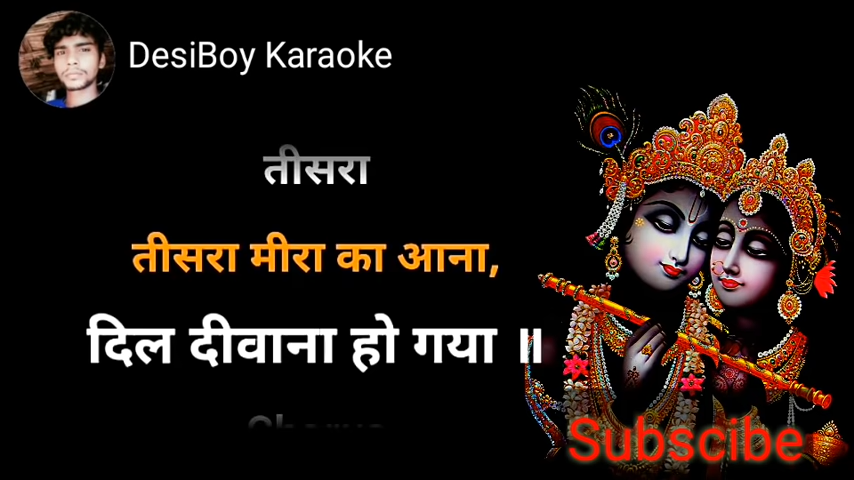 DesiBoy Karaoke
तीसरा
तीसरा मीरा का आना,
दिल दीवाना हो गया ॥
Subscibe